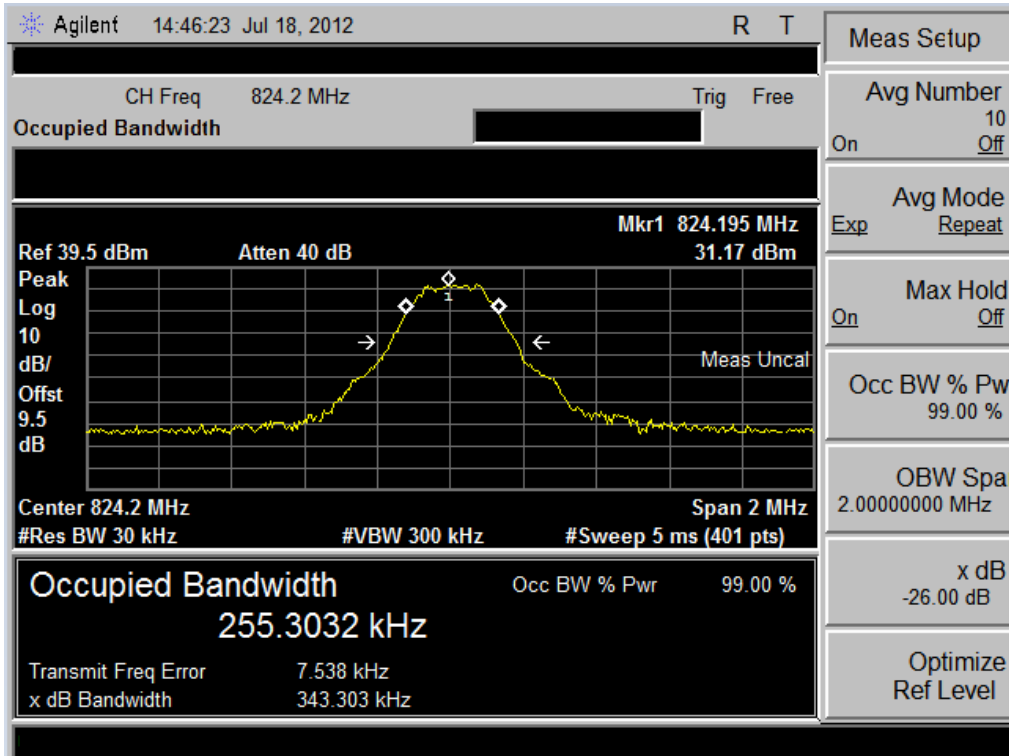 Agilent 14:46:23 Jul 18, 2012 R T
CH Freq 824.2 MHz Trig Free
Occupied Bandwidth
Mkr1 824.195 MHz
Ref 39.5 dBm Atten 40 dB 31.17 dBm
Peak
Log
10
dB/
Offst
9.5
dB
1
Meas Uncal
Center 824.2 MHz Span 2 MHz
#Res BW 30 kHz #VBW 300 kHz #Sweep 5 ms (401 pts)
Occupied Bandwidth Occ BW % Pwr 99.00 %
255.3032 kHz
Transmit Freq Error 7.538 kHz
x dB Bandwidth 343.303 kHz
Meas Setup
Avg Number
10
On Off
Avg Mode
Exp Repeat
Max Hold
On Off
Occ BW % Pw
99.00 %
OBW Spa
2.00000000 MHz
x dB
-26.00 dB
Optimize
Ref Level